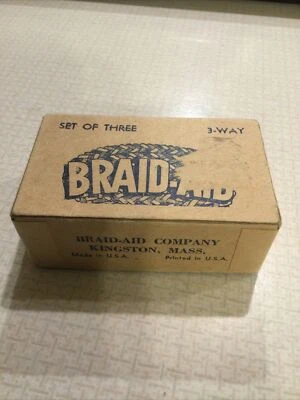 SET OF THREE 3-WAY
BRAID-AID
BRAID-AID COMPANY
KINGSTON, MASS.
Made in U.S.A. Printed in U.S.A.